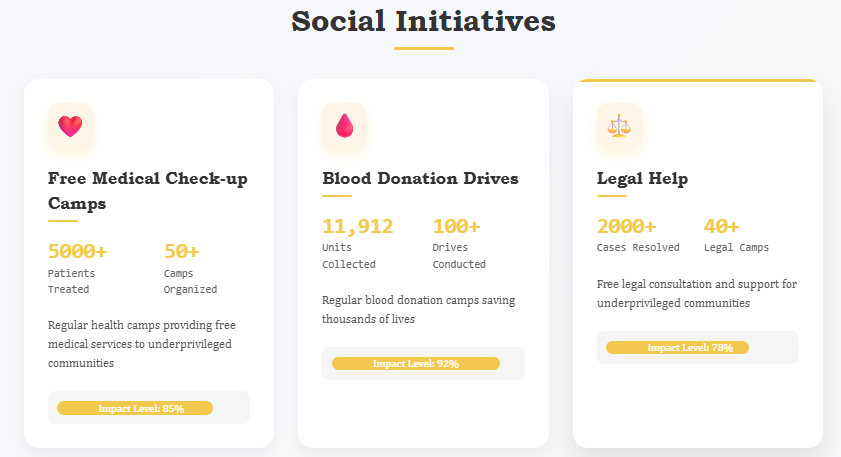 Social Initiatives
Free Medical Check-up
Camps
5000+
50+
Patients
Treated
Camps
Organized
Regular health camps providing free
medical services to underprivileged
communities
Impact Level: 85%
Blood Donation Drives
11,912
100+
Units
Collected
Drives
Conducted
Regular blood donation camps saving
thousands of lives
Impact Level: 92%
Legal Help
2000+
40+
Cases Resolved
Legal Camps
Free legal consultation and support for
underprivileged communities
Impact Level: 78%